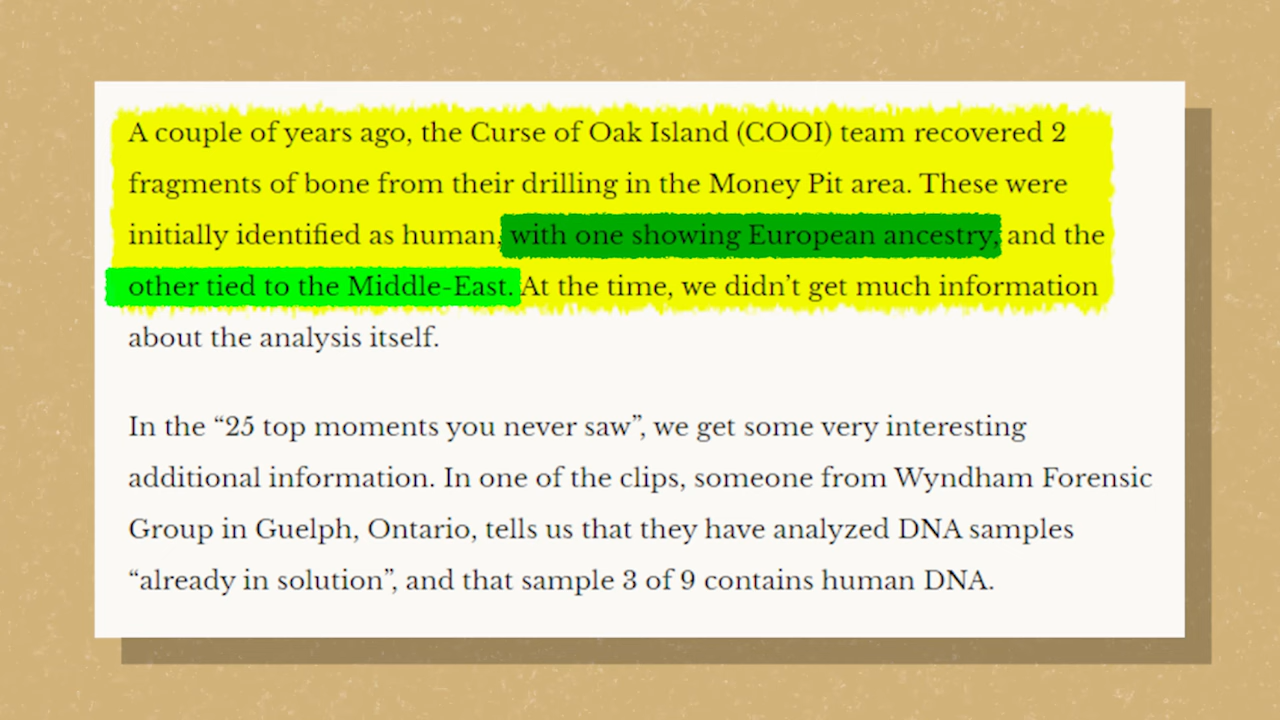 A couple of years ago, the Curse of Oak Island (COOI) team recovered 2
fragments of bone from their drilling in the Money Pit area. These were
initially identified as human, with one showing European ancestry, and the
other tied to the Middle-East. At the time, we didn’t get much information
about the analysis itself.
In the “25 top moments you never saw”, we get some very interesting
additional information. In one of the clips, someone from Wyndham Forensic
Group in Guelph, Ontario, tells us that they have analyzed DNA samples
“already in solution”, and that sample 3 of 9 contains human DNA.